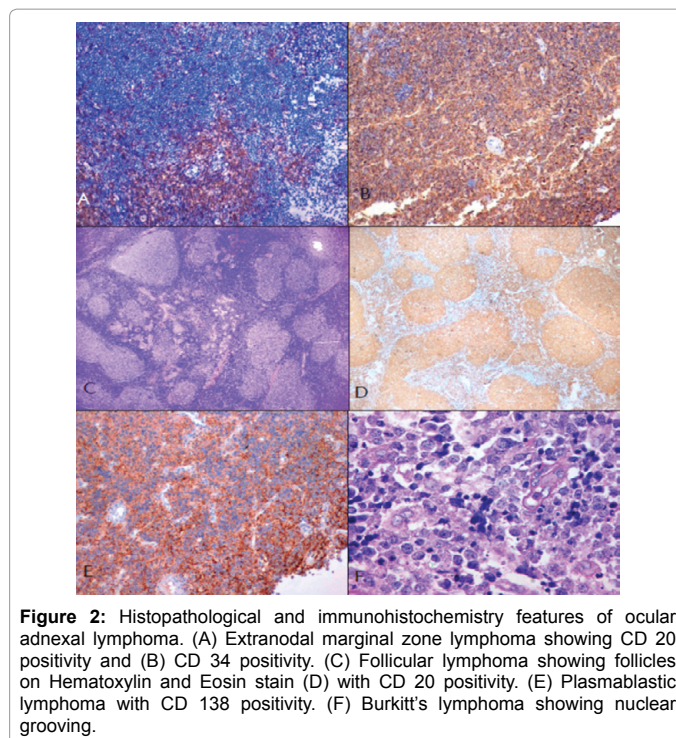 A
B
C
D
E
F
Figure 2: Histopathological and immunohistochemistry features of ocular
adnexal lymphoma. (A) Extranodal marginal zone lymphoma showing CD 20
positivity and (B) CD 34 positivity. (C) Follicular lymphoma showing follicles
on Hematoxylin and Eosin stain (D) with CD 20 positivity. (E) Plasmablastic
lymphoma with CD 138 positivity. (F) Burkitt's lymphoma showing nuclear
grooving.